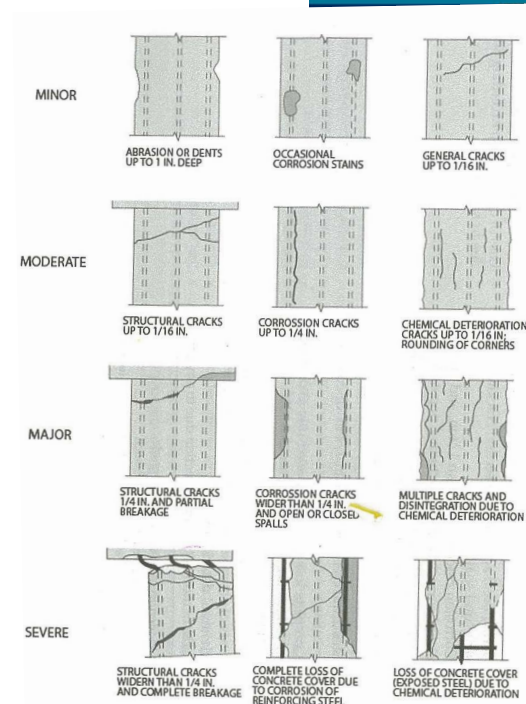 MINOR
ABRASION OR DENTS
UP TO 1 IN. DEEP
OCCASIONAL
CORROSION STAINS
GENERAL CRACKS
UP TO 1/16 IN.
MODERATE
STRUCTURAL CRACKS
UP TO 1/16 IN.
CORROSSION CRACKS
UP TO 1/4 IN.
CHEMICAL DETERIORATION
CRACKS UP TO 1/16 IN;
ROUNDING OF CORNERS
MAJOR
STRUCTURAL CRACKS
1/4 IN. AND PARTIAL
BREAKAGE
CORROSSION CRACKS
WIDER THAN 1/4 IN.
AND OPEN OR CLOSED
SPALLS
MULTIPLE CRACKS AND
DISINTEGRATION DUE TO
CHEMICAL DETERIORATION
SEVERE
STRUCTURAL CRACKS
WIDERN THAN 1/4 IN.
AND COMPLETE BREAKAGE
COMPLETE LOSS OF
CONCRETE COVER DUE
TO CORROSION OF
REINFORCING STEEL
LOSS OF CONCRETE COVER
(EXPOSED STEEL) DUE TO
CHEMICAL DETERIORATION